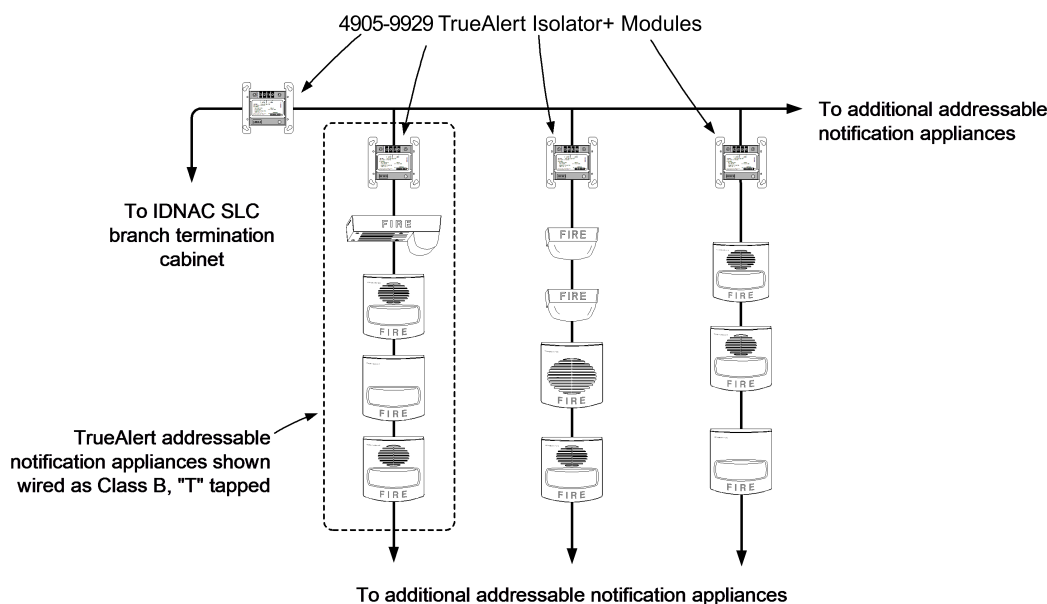 4905-9929 TrueAlert Isolator+ Modules
To additional addressable
notification appliances
To IDNAC SLC
branch termination
cabinet
FIRE
FIRE
FIRE
FIRE
FIRE
FIRE
FIRE
FIRE
FIRE
FIRE
FIRE
TrueAlert addressable
notification appliances shown
wired as Class B, "T" tapped
To additional addressable notification appliances